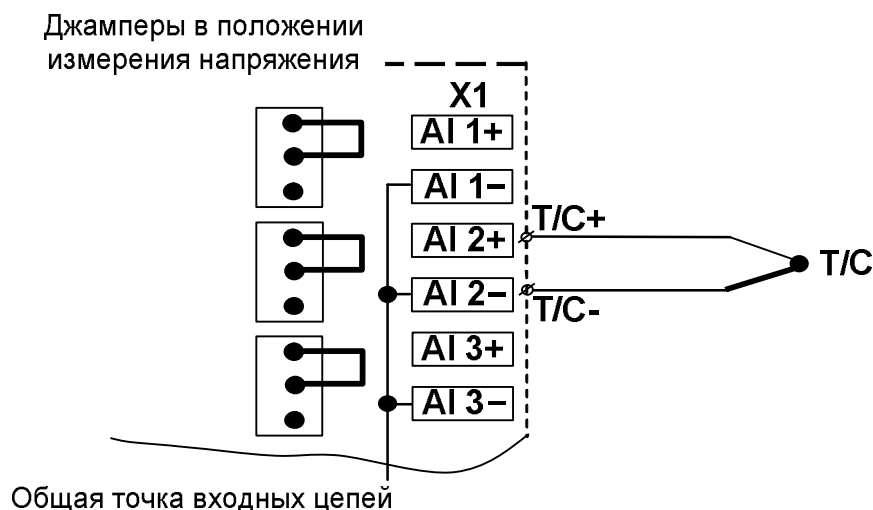 Джамперы в положении
измерения напряжения
X1
AI 1+
AI 1−
T/C+
AI 2+
T/C
AI 2−
T/C-
AI 3+
AI 3−
Общая точка входных цепей